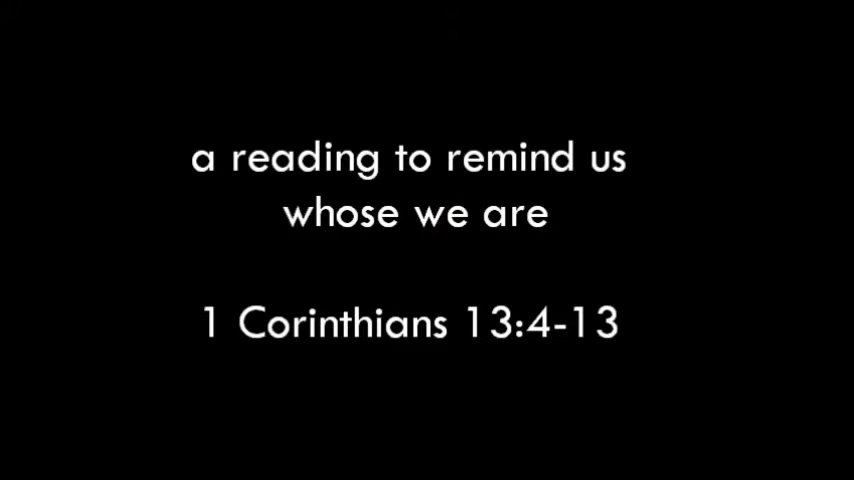 a reading to remind us
whose we are
1 Corinthians 13:4-13